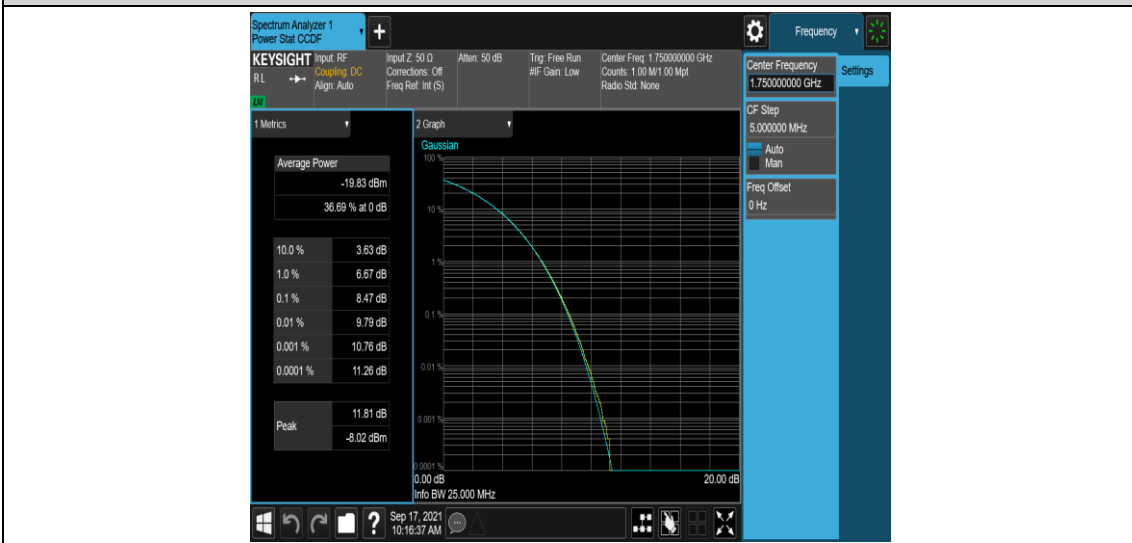 Spectrum Analyzer 1
Power Stat CCDF
+
Frequency
KEYSIGHT
RL
LV
Input: RF
Coupling: DC
Align: Auto
Input Z: 50 Ω
Corrections: Off
Freq Ref: Int (S)
Atten: 50 dB
Trig: Free Run
#IF Gain: Low
Center Freq: 1.750000000 GHz
Counts: 1.00 M/1.00 Mpt
Radio Std: None
Center Frequency
1.750000000 GHz
Settings
CF Step
5.000000 MHz
Auto
Man
Freq Offset
0 Hz
1 Metrics
Average Power
-19.83 dBm
36.69 % at 0 dB
10.0 % 3.63 dB
1.0 % 6.67 dB
0.1 % 8.47 dB
0.01 % 9.79 dB
0.001 % 10.76 dB
0.0001 % 11.26 dB
Peak
11.81 dB
-8.02 dBm
2 Graph
Gaussian
100 %
10 %
1 %
0.1 %
0.01 %
0.001 %
0.0001 %
0.00 dB 20.00 dB
Info BW 25.000 MHz
?
Sep 17, 2021
10:16:37 AM